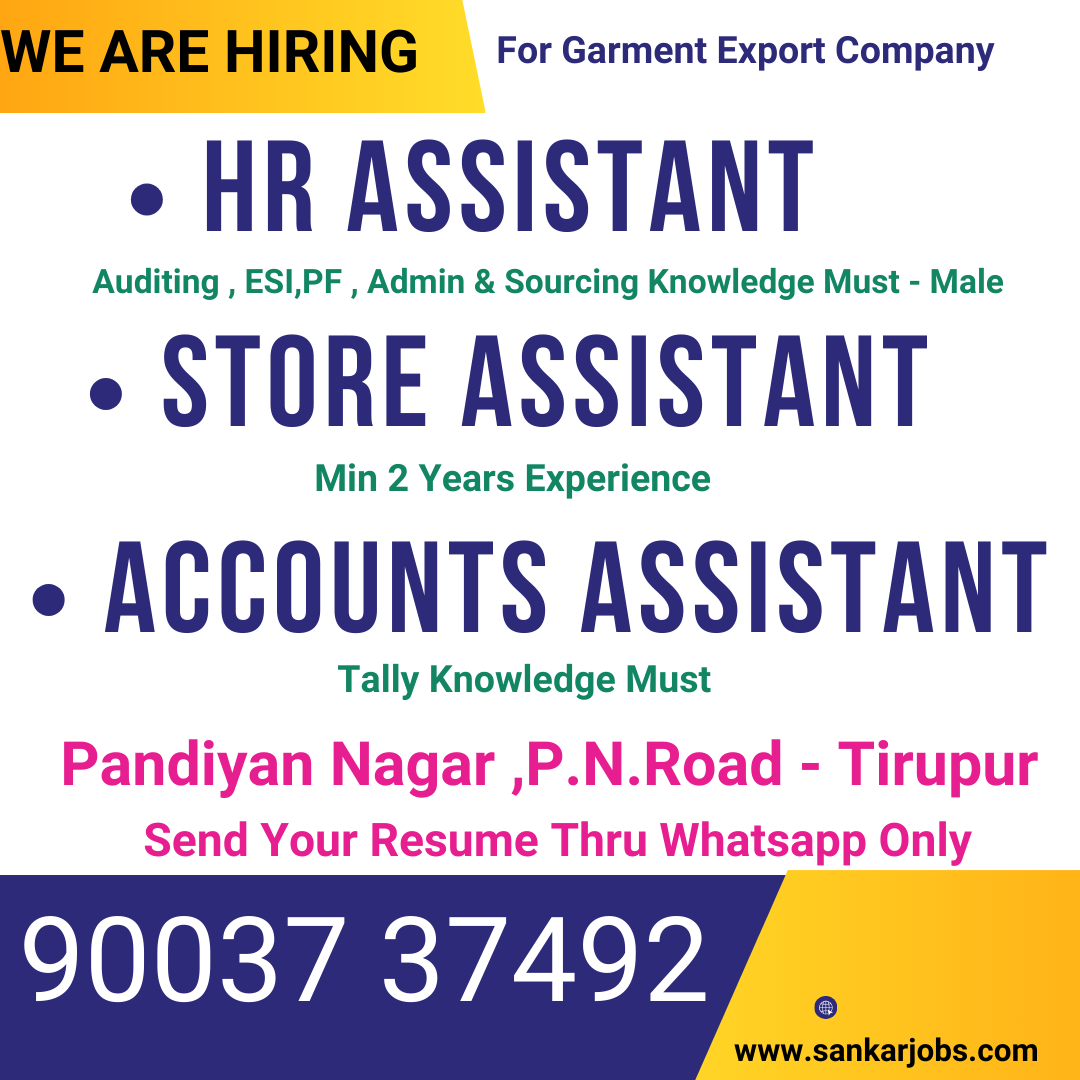 WE ARE HIRING
For Garment Export Company
• HR ASSISTANT
Auditing , ESI,PF , Admin & Sourcing Knowledge Must - Male
• STORE ASSISTANT
Min 2 Years Experience
• ACCOUNTS ASSISTANT
Tally Knowledge Must
Pandiyan Nagar ,P.N.Road - Tirupur
Send Your Resume Thru Whatsapp Only
90037 37492
www.sankarjobs.com